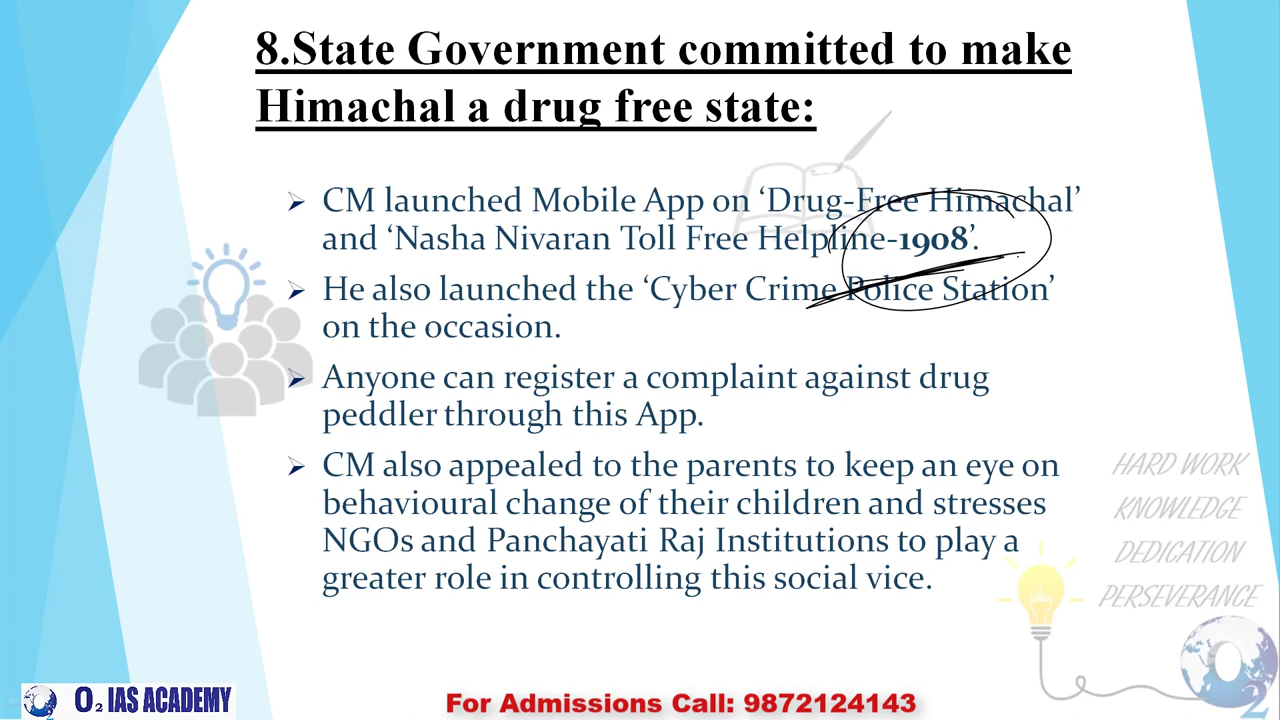 8.State Government committed to make
Himachal a drug free state:
➢ CM launched Mobile App on ‘Drug-Free Himachal’
and ‘Nasha Nivaran Toll Free Helpline-1908’.
➢ He also launched the ‘Cyber Crime Police Station’
on the occasion.
➢ Anyone can register a complaint against drug
peddler through this App.
➢ CM also appealed to the parents to keep an eye on
behavioural change of their children and stresses
NGOs and Panchayati Raj Institutions to play a
greater role in controlling this social vice.
HARD WORK
KNOWLEDGE
DEDICATION
PERSEVERANCE
O2
2
O2 IAS ACADEMY
For Admissions Call: 9872124143